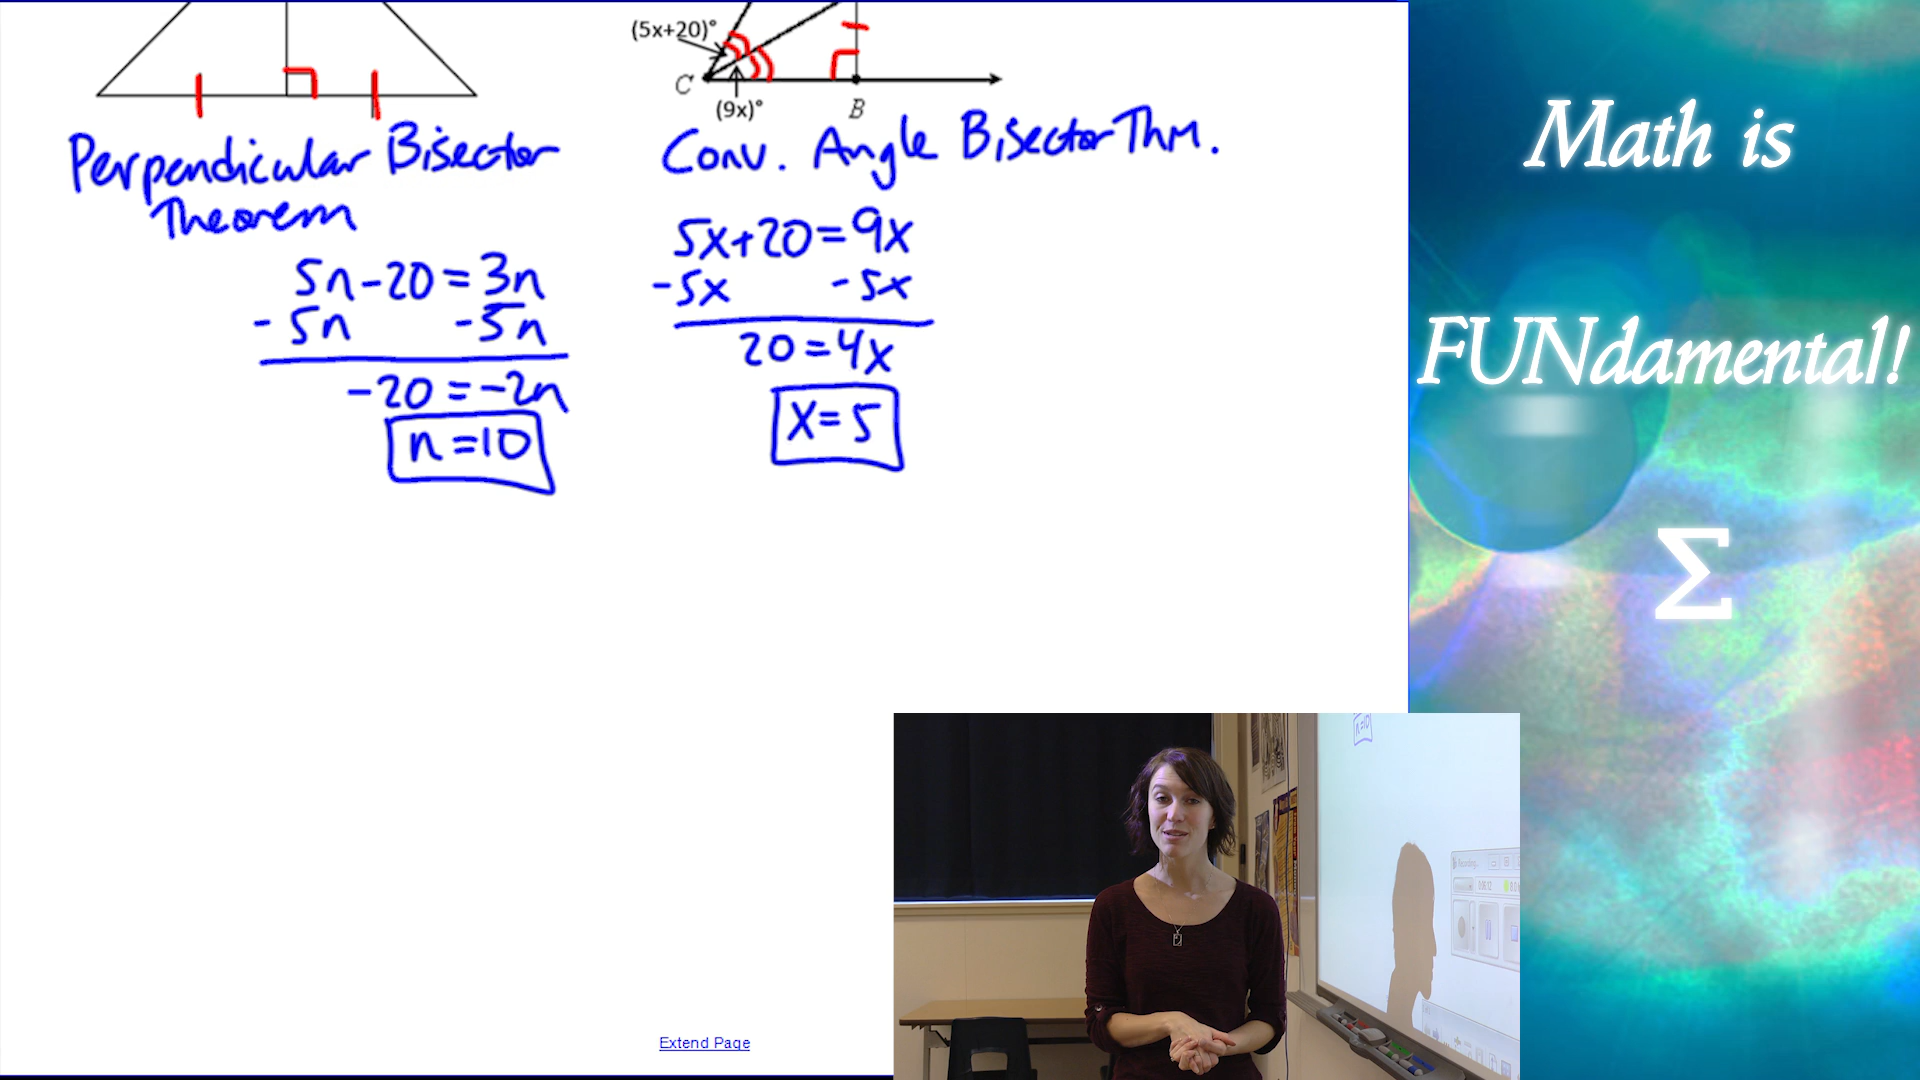 (5x+20)°
C
(9x)°
B
Perpendicular Bisector
Theorem
5n-20=3n
-5n -5n
-20=-2n
n=10
Conv. Angle Bisector Thm.
5x+20=9x
-5x -5x
20=4x
x=5
Math is
FUNdamental!
Σ
n=10
Extend Page